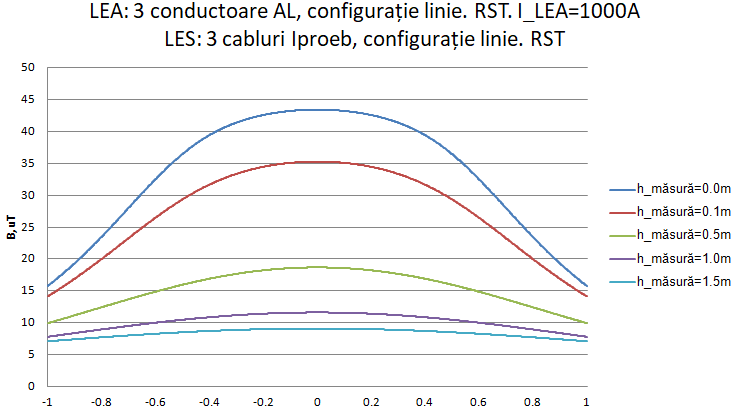 LEA: 3 conductoare AL, configurație linie. RST. I_LEA=1000A
LES: 3 cabluri Iproeb, configurație linie. RST
50
45
40
35
30
25
20
15
10
5
0
B, uT
-1 -0.8 -0.6 -0.4 -0.2 0 0.2 0.4 0.6 0.8 1
h_măsură=0.0m
h_măsură=0.1m
h_măsură=0.5m
h_măsură=1.0m
h_măsură=1.5m